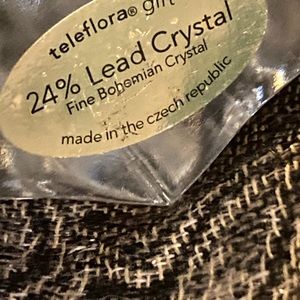 teleflora® gift
24% Lead Crystal
Fine Bohemian Crystal
made in the czech republic